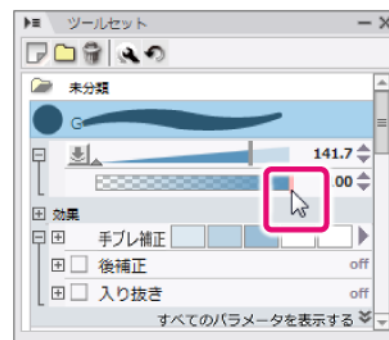 ツールセット
未分類
G
141.7
00
効果
手ブレ補正
後補正 off
入り抜き off
すべてのパラメータを表示する